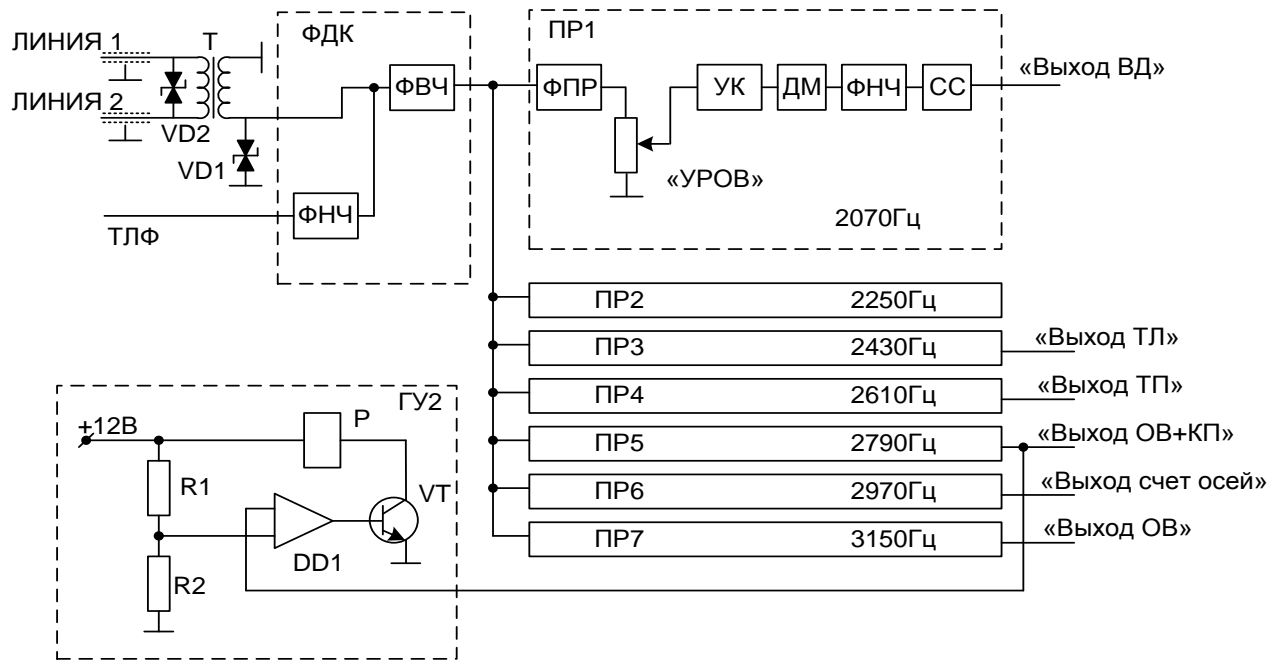 ЛИНИЯ 1
Т
ЛИНИЯ 2
VD2
VD1
ТЛФ
ФДК
ФВЧ
ФНЧ
ПР1
ФПР
УК
ДМ
ФНЧ
СС
«Выход ВД»
«УРОВ»
2070Гц
ПР2 2250Гц
ПР3 2430Гц
«Выход ТЛ»
ПР4 2610Гц
«Выход ТП»
ПР5 2790Гц
«Выход ОВ+КП»
ПР6 2970Гц
«Выход счет осей»
ПР7 3150Гц
«Выход ОВ»
ГУ2
+12В
Р
R1
VT
DD1
R2